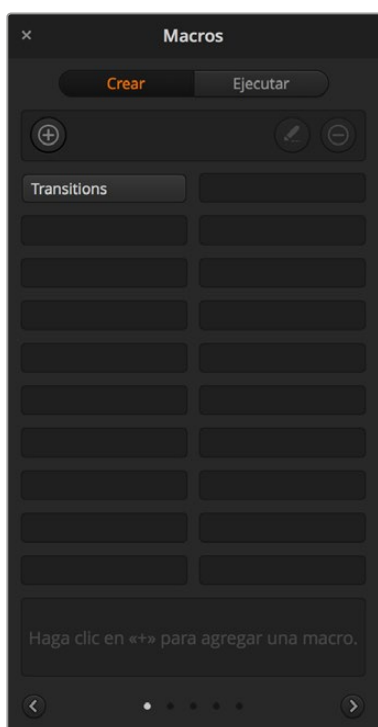 Macros
Crear
Ejecutar
Transitions
Haga clic en «+» para agregar una macro.